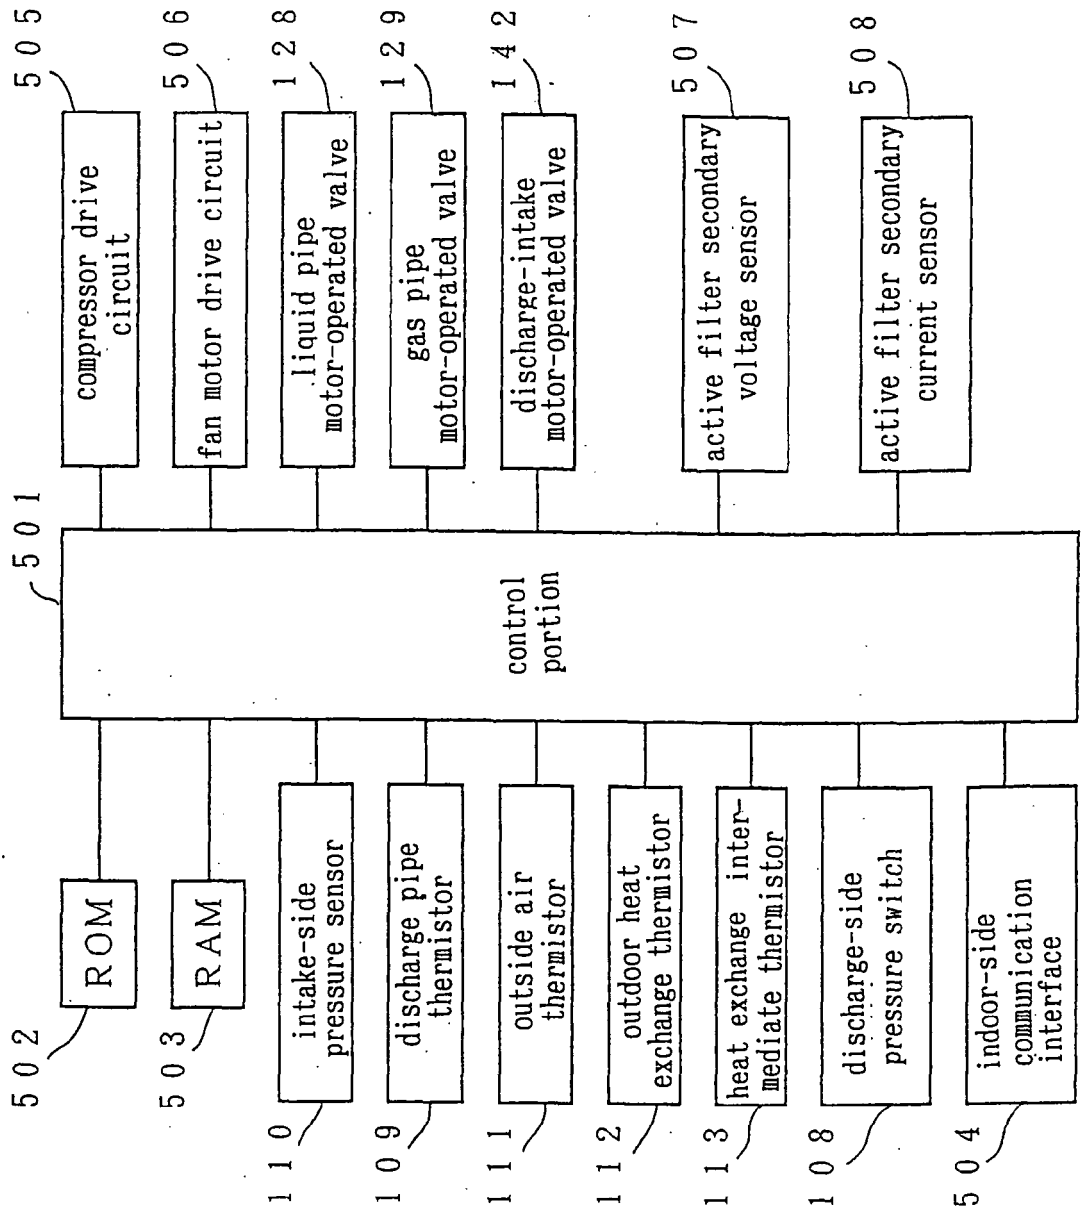 501
502
ROM
503
RAM
110
intake-side
pressure sensor
109
discharge pipe
thermistor
111
outside air
thermistor
112
outdoor heat
exchange thermistor
113
heat exchange inter-
mediate thermistor
108
discharge-side
pressure switch
504
indoor-side
communication
interface
control
portion
compressor drive
circuit
505
fan motor drive circuit
506
liquid pipe
motor-operated valve
128
gas pipe
motor-operated valve
129
discharge-intake
motor-operated valve
142
active filter secondary
voltage sensor
507
active filter secondary
current sensor
508